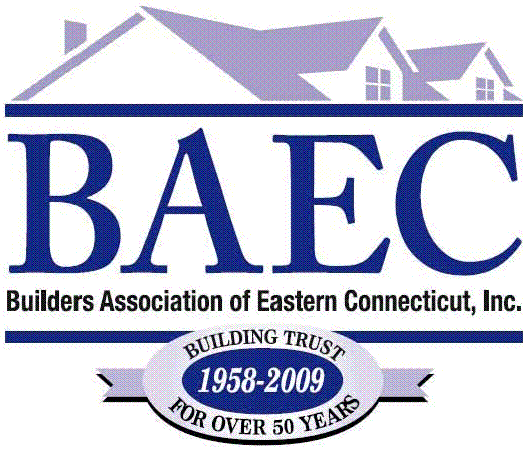 BAEC
Builders Association of Eastern Connecticut, Inc.
BUILDING TRUST
1958-2009
FOR OVER 50 YEARS